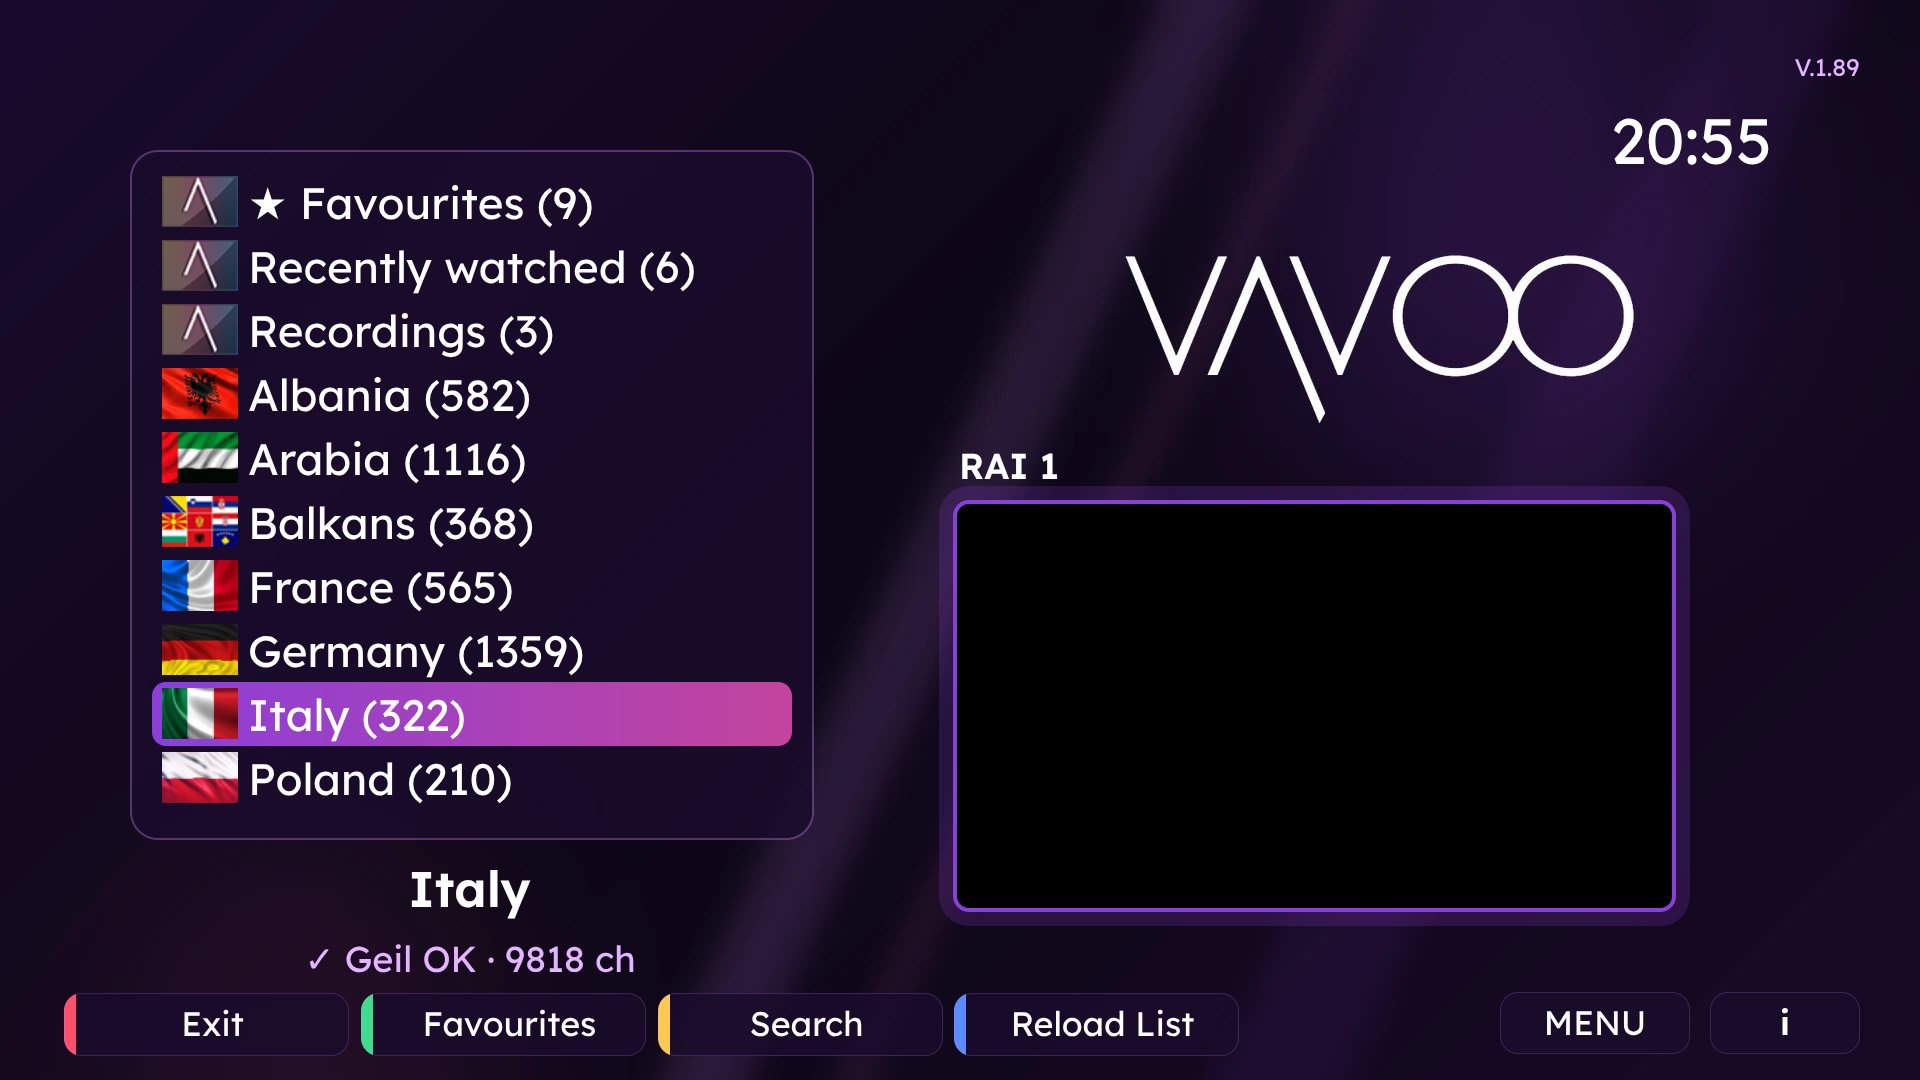 V.1.89
20:55
★ Favourites (9)
Recently watched (6)
Recordings (3)
Albania (582)
Arabia (1116)
Balkans (368)
France (565)
Germany (1359)
Italy (322)
Poland (210)
VAVOO
RAI 1
Italy
✓ Geil OK · 9818 ch
Exit
Favourites
Search
Reload List
MENU
i